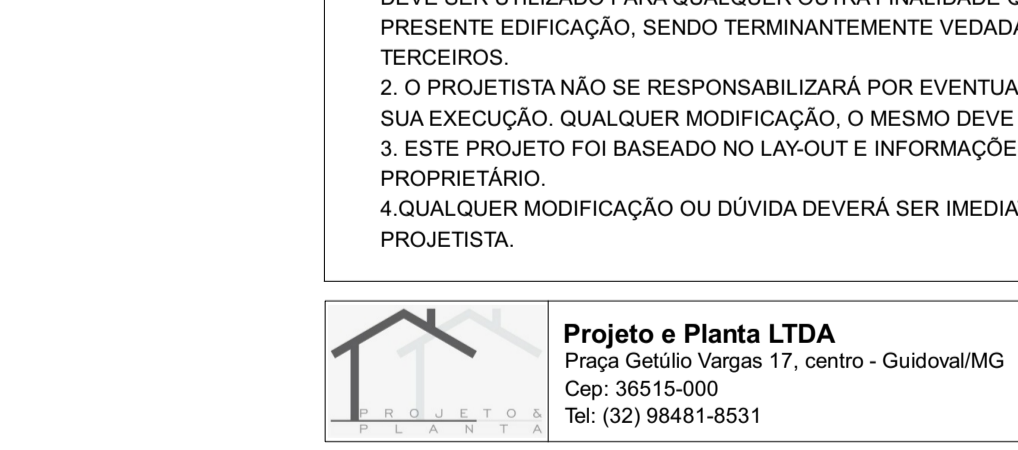 DEVE SER UTILIZADO PARA QUALQUER OUTRA FINALIDADE
PRESENTE EDIFICAÇÃO, SENDO TERMINANTEMENTE VEDADA
TERCEIROS.
2. O PROJETISTA NÃO SE RESPONSABILIZARÁ POR EVENTUA
SUA EXECUÇÃO. QUALQUER MODIFICAÇÃO, O MESMO DEVE
3. ESTE PROJETO FOI BASEADO NO LAY-OUT E INFORMAÇÕE
PROPRIETÁRIO.
4.QUALQUER MODIFICAÇÃO OU DÚVIDA DEVERÁ SER IMEDIA
PROJETISTA.
PROJETO &
PLANTA
Projeto e Planta LTDA
Praça Getúlio Vargas 17, centro - Guidoval/MG
Cep: 36515-000
Tel: (32) 98481-8531